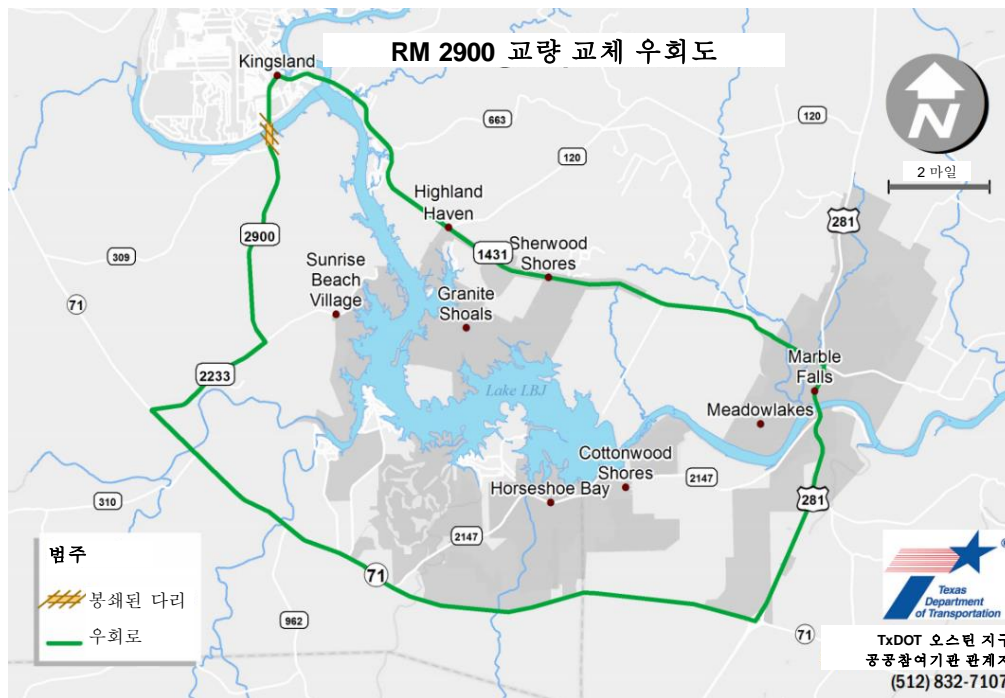 RM 2900 교량 교체 우회도
Kingsland
663
120
120
N
2 마일
Highland
Haven
281
2900
309
1431
Sherwood
Shores
Sunrise
Beach
Village
Granite
Shoals
71
2233
Marble
Falls
Lake LBJ
Meadowlakes
Cottonwood
Shores
2147
Horseshoe Bay
281
310
2147
범주
71
봉쇄된 다리
우회로
962
71
®
Texas
Department
of Transportation
TxDOT 오스틴 지구
공공참여기관 관계자
(512) 832-710